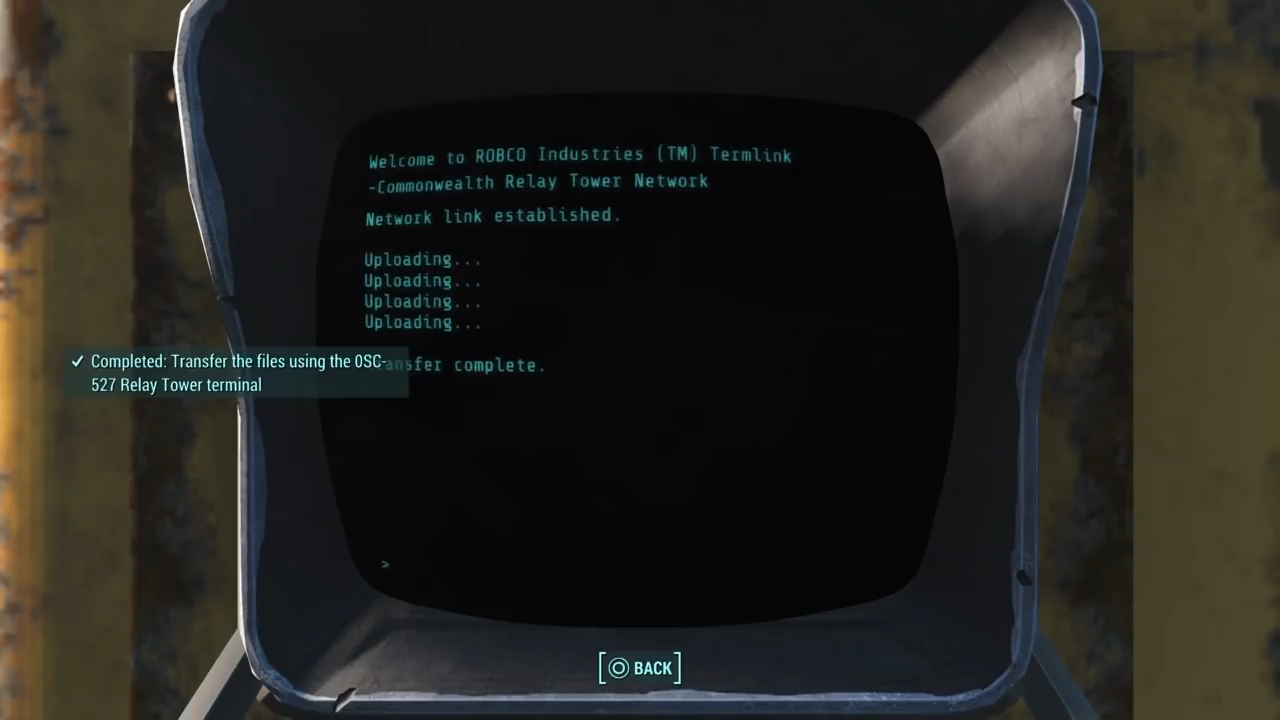 Welcome to ROBCO Industries (TM) Termlink
-Commonwealth Relay Tower Network
Network link established.
Uploading...
Uploading...
Uploading...
Uploading...
ansfer complete.
✓ Completed: Transfer the files using the 0SC-
527 Relay Tower terminal
>
BACK